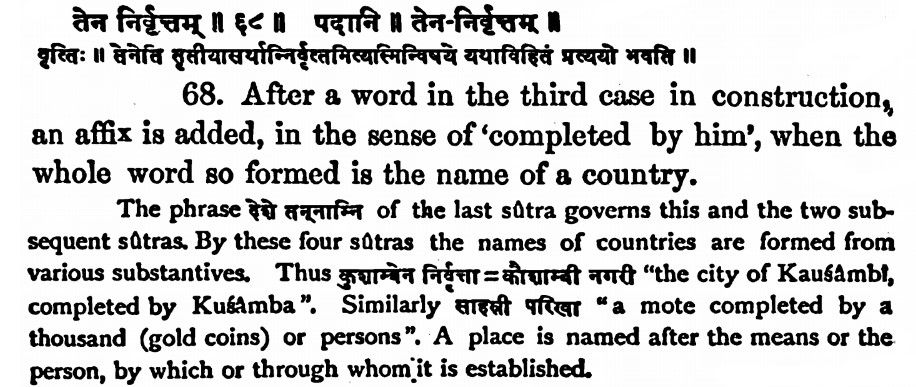 तेन निर्वृत्तम् ॥ ६८ ॥ पदानि ॥ तेन-निर्वृत्तम् ॥
वृत्तिः ॥ तेनेति तृतीयासमर्थान्निर्वृत्तमित्यस्मिन्विषये यथाविहितं प्रत्ययो भवति ॥
68. After a word in the third case in construction,
an affix is added, in the sense of ‘completed by him’, when the
whole word so formed is the name of a country.
The phrase देशे तन्नाम्नि of the last sûtra governs this and the two sub-
sequent sûtras. By these four sûtras the names of countries are formed from
various substantives. Thus कुशाम्बेन निर्वृत्ता = कौशाम्बी नगरी “the city of Kauśâmbî,
completed by Kuśâmba”. Similarly साहस्री परिखा “a mote completed by a
thousand (gold coins) or persons”. A place is named after the means or the
person, by which or through whom it is established.